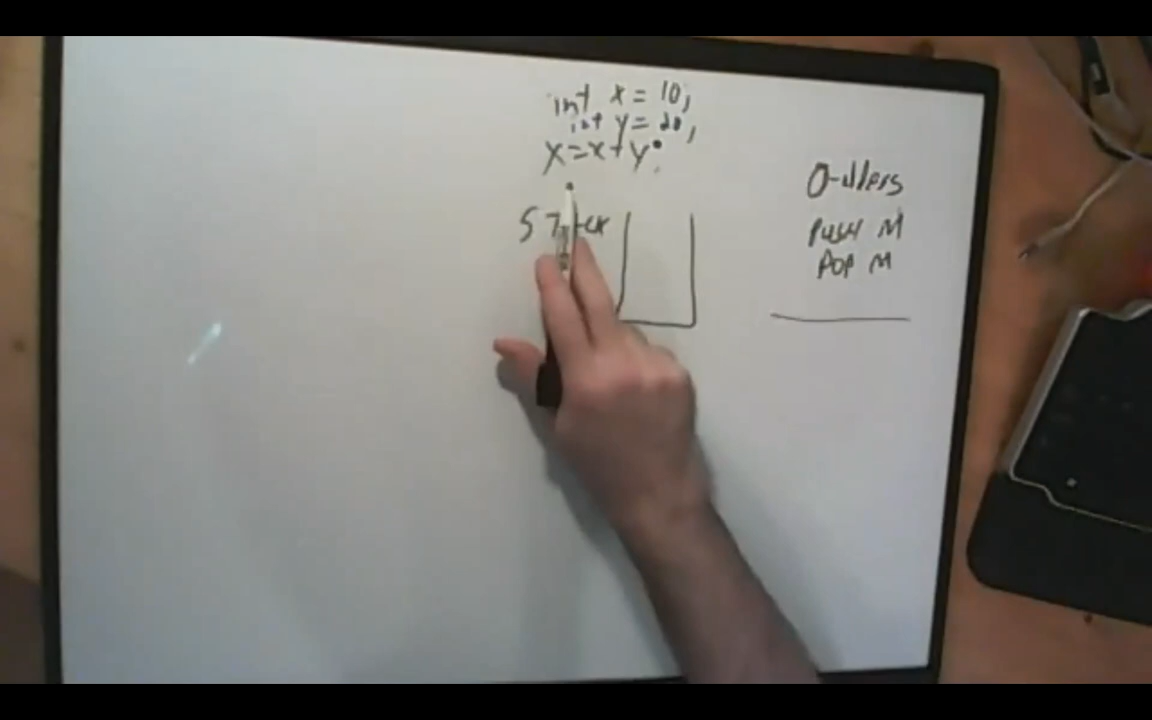 int x = 10;
int y = 20;
x = x + y;
Stack
0-address
Push M
Pop M